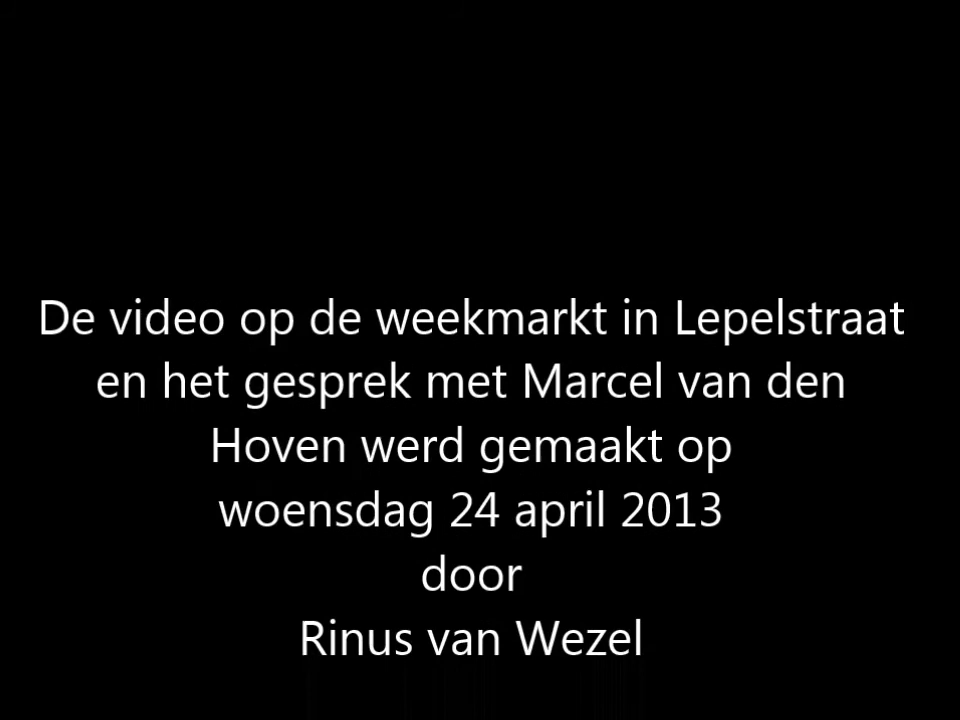 De video op de weekmarkt in Lepelstraat
en het gesprek met Marcel van den
Hoven werd gemaakt op
woensdag 24 april 2013
door
Rinus van Wezel